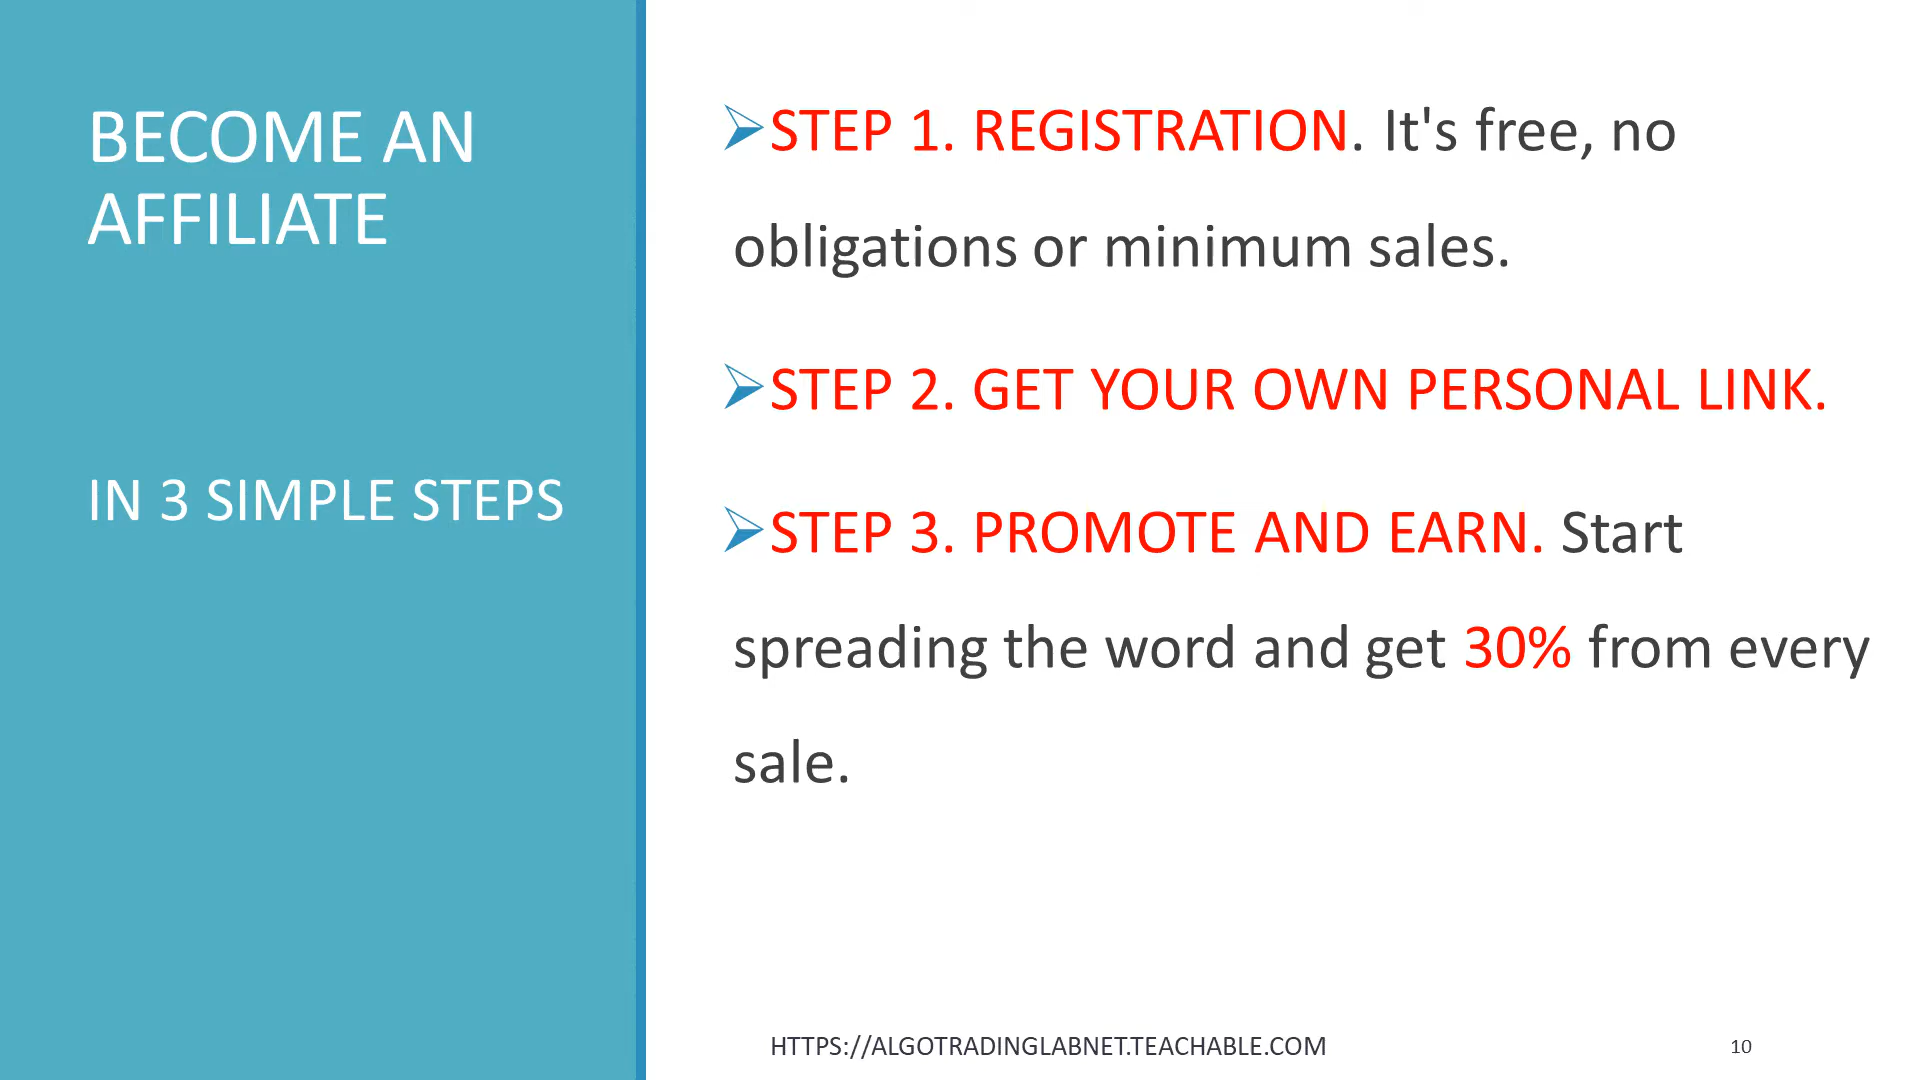 BECOME AN
AFFILIATE
IN 3 SIMPLE STEPS
STEP 1. REGISTRATION. It's free, no
obligations or minimum sales.
STEP 2. GET YOUR OWN PERSONAL LINK.
STEP 3. PROMOTE AND EARN. Start
spreading the word and get 30% from every
sale.
HTTPS://ALGOTRADINGLABNET.TEACHABLE.COM
10